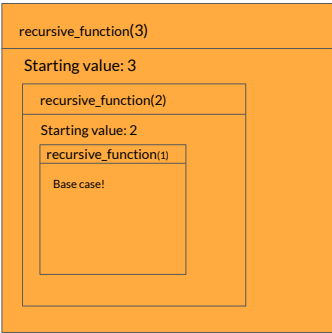 recursive_function(3)
Starting value: 3
recursive_function(2)
Starting value: 2
recursive_function(1)
Base case!